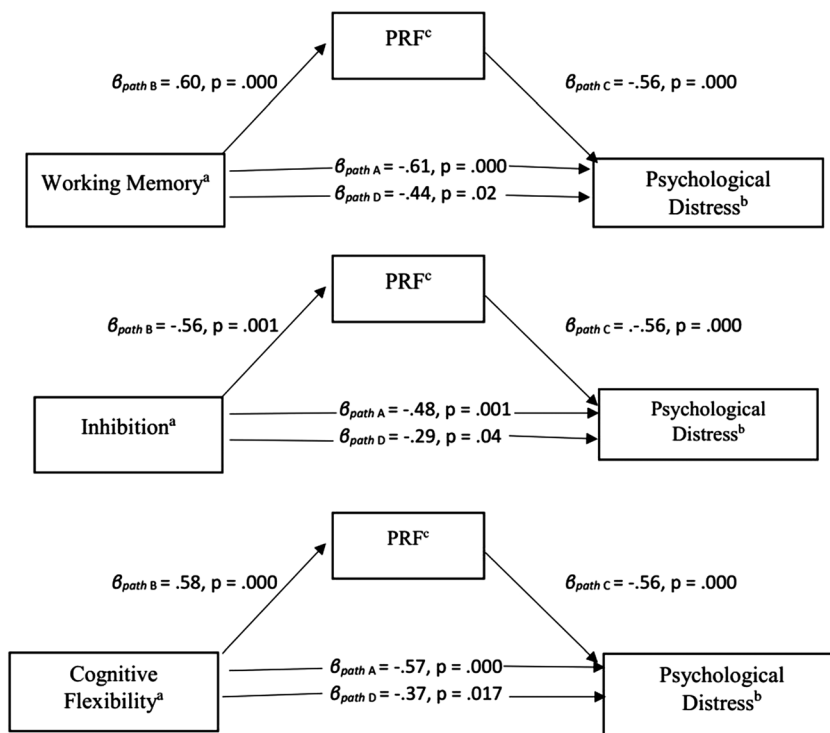 PRFᶜ
βpath B = .60, p = .000
βpath C = -.56, p = .000
Working Memoryᵃ
βpath A = -.61, p = .000
βpath D = -.44, p = .02
Psychological
Distressᵇ
PRFᶜ
βpath B = -.56, p = .001
βpath C = .-.56, p = .000
Inhibitionᵃ
βpath A = -.48, p = .001
βpath D = -.29, p = .04
Psychological
Distressᵇ
PRFᶜ
βpath B = .58, p = .000
βpath C = -.56, p = .000
Cognitive
Flexibilityᵃ
βpath A = -.57, p = .000
βpath D = -.37, p = .017
Psychological
Distressᵇ